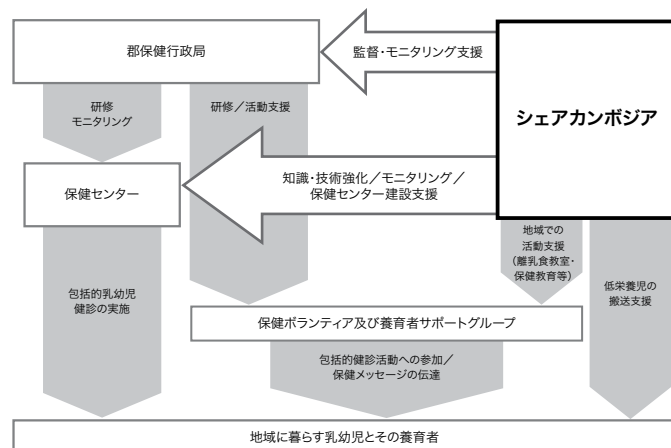 郡保健行政局
監督・モニタリング支援
シェアカンボジア
研修
モニタリング
研修／活動支援
保健センター
知識・技術強化／モニタリング／
保健センター建設支援
地域での
活動支援
（離乳食教室・
保健教育等）
低栄養児の
搬送支援
包括的乳幼児
健診の実施
保健ボランティア及び養育者サポートグループ
包括的健診活動への参加／
保健メッセージの伝達
地域に暮らす乳幼児とその養育者